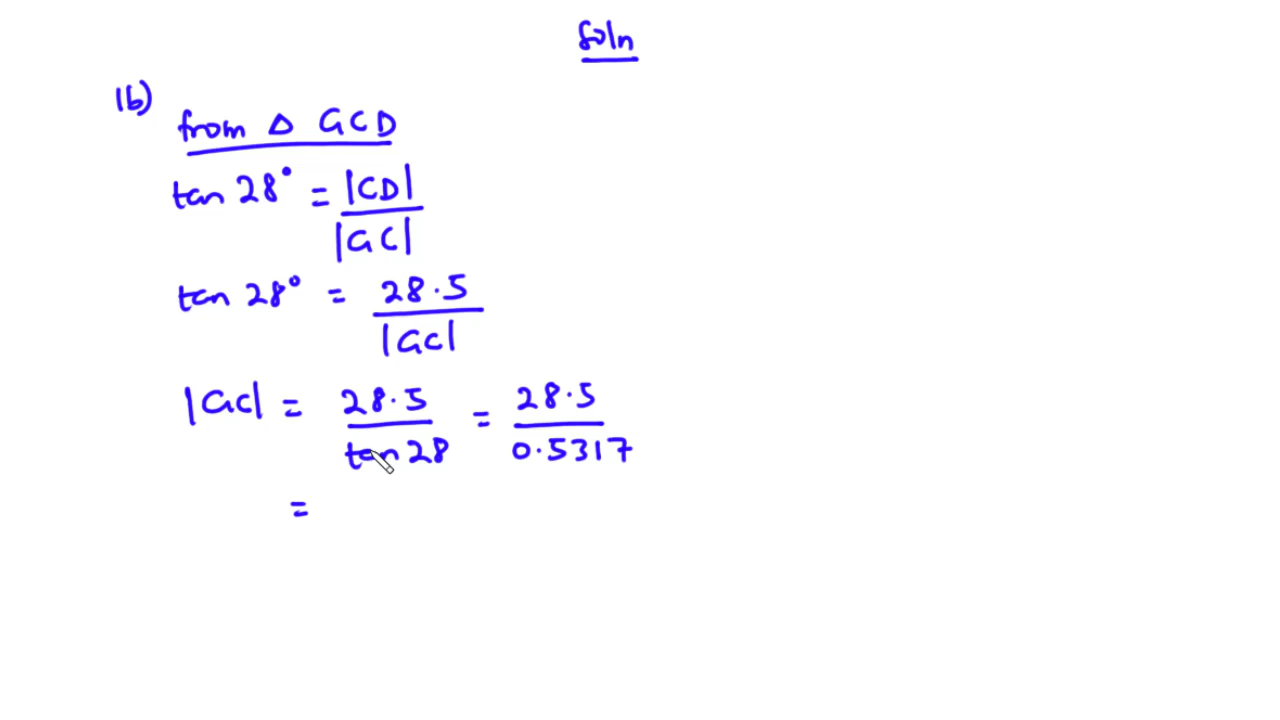 Soln
1b)
from Δ GCD
tan 28° = |CD| / |GC|
tan 28° = 28.5 / |GC|
|GC| = 28.5 / tan 28 = 28.5 / 0.5317
=